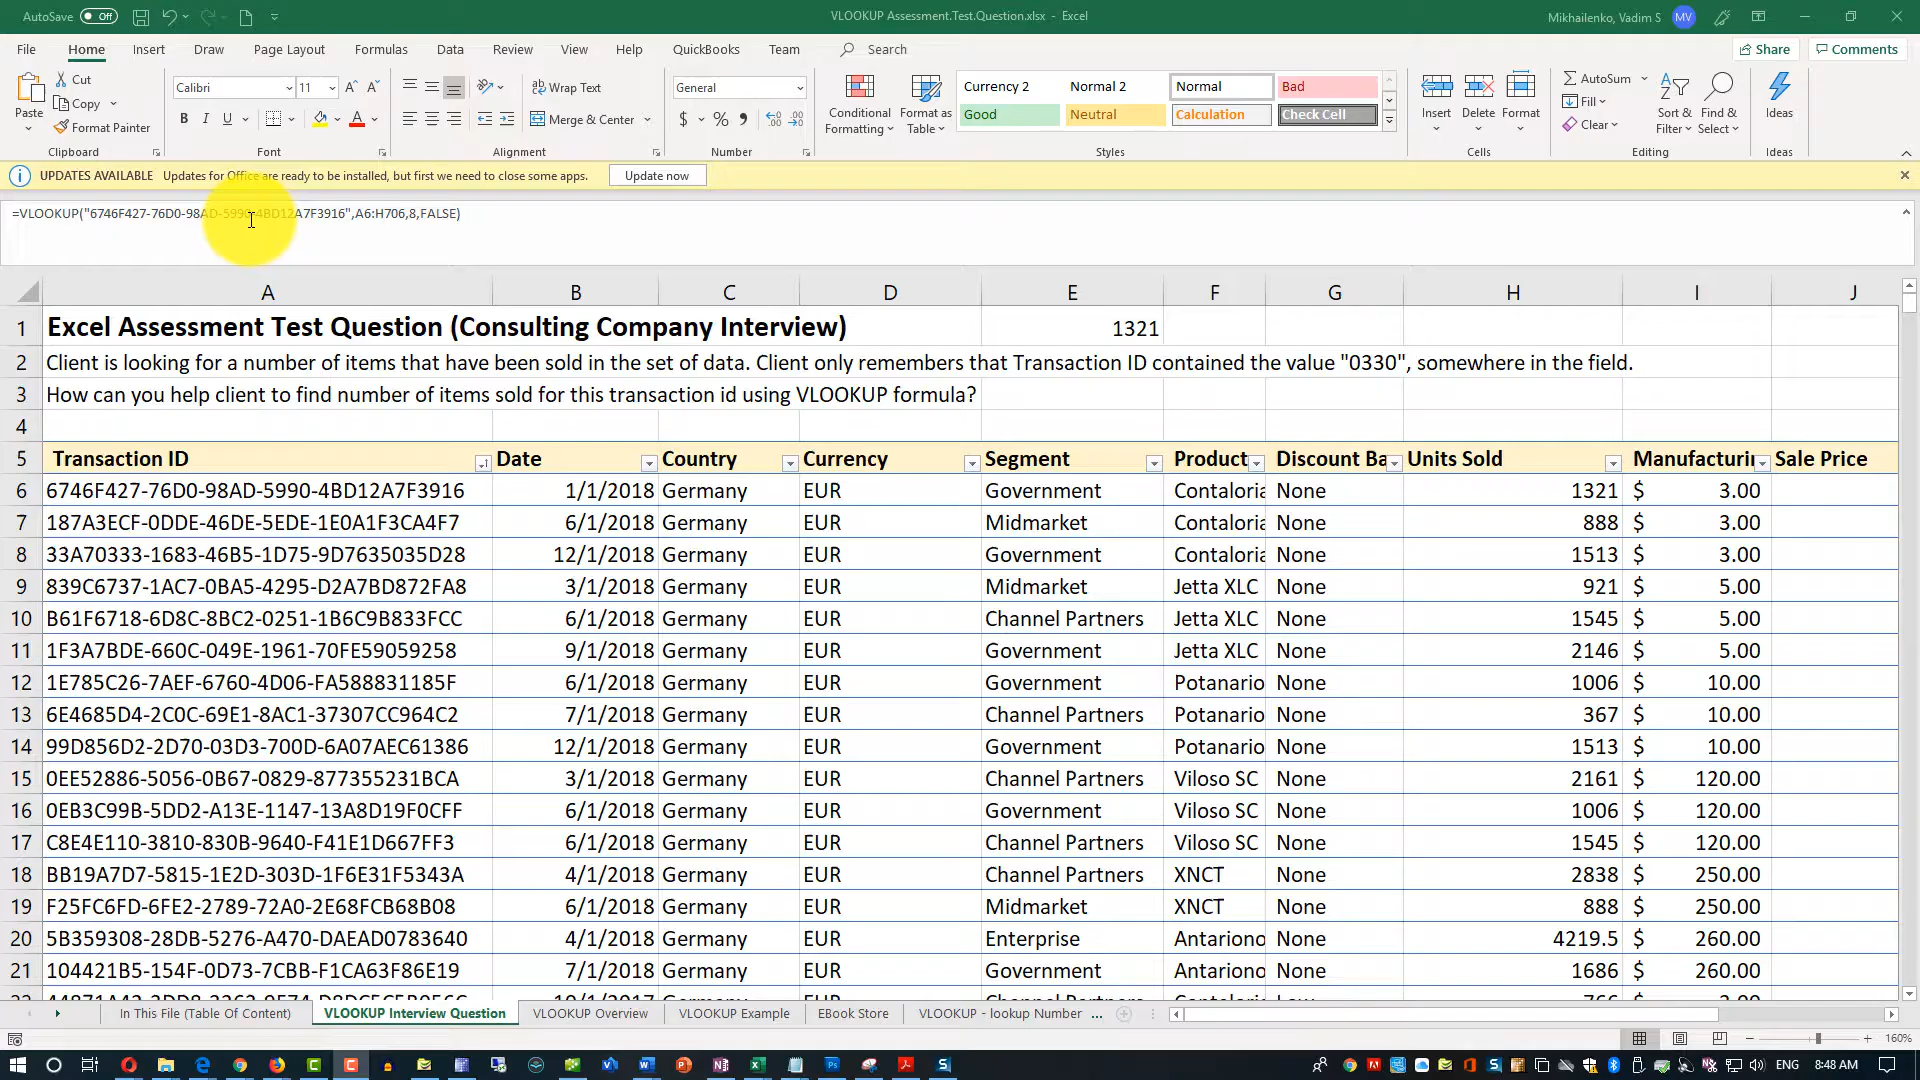 AutoSave Off
VLOOKUP Assessment.Test.Question.xlsx - Excel
Mikhailenko, Vadim S MV
File Home Insert Draw Page Layout Formulas Data Review View Help QuickBooks Team Search Share Comments
Paste Cut Copy Format Painter
Calibri 11
Wrap Text Merge & Center
General
Conditional Formatting Format as Table
Currency 2 Normal 2 Normal Bad
Good Neutral Calculation Check Cell
Insert Delete Format
AutoSum Fill Clear
Sort & Filter Find & Select
Ideas
Clipboard Font Alignment Number Styles Cells Editing Ideas
UPDATES AVAILABLE Updates for Office are ready to be installed, but first we need to close some apps. Update now
=VLOOKUP("6746F427-76D0-98AD-5990-4BD12A7F3916",A6:H706,8,FALSE)
A B C D E F G H I J
1 Excel Assessment Test Question (Consulting Company Interview) 1321
2 Client is looking for a number of items that have been sold in the set of data. Client only remembers that Transaction ID contained the value "0330", somewhere in the field.
3 How can you help client to find number of items sold for this transaction id using VLOOKUP formula?
4
5 Transaction ID Date Country Currency Segment Product Discount Ba Units Sold Manufacturin Sale Price
6 6746F427-76D0-98AD-5990-4BD12A7F3916 1/1/2018 Germany EUR Government Contaloria None 1321 $ 3.00
7 187A3ECF-0DDE-46DE-5EDE-1E0A1F3CA4F7 6/1/2018 Germany EUR Midmarket Contaloria None 888 $ 3.00
8 33A70333-1683-46B5-1D75-9D7635035D28 12/1/2018 Germany EUR Government Contaloria None 1513 $ 3.00
9 839C6737-1AC7-0BA5-4295-D2A7BD872FA8 3/1/2018 Germany EUR Midmarket Jetta XLC None 921 $ 5.00
10 B61F6718-6D8C-8BC2-0251-1B6C9B833FCC 6/1/2018 Germany EUR Channel Partners Jetta XLC None 1545 $ 5.00
11 1F3A7BDE-660C-049E-1961-70FE59059258 9/1/2018 Germany EUR Government Jetta XLC None 2146 $ 5.00
12 1E785C26-7AEF-6760-4D06-FA588831185F 6/1/2018 Germany EUR Government Potanario None 1006 $ 10.00
13 6E4685D4-2C0C-69E1-8AC1-37307CC964C2 7/1/2018 Germany EUR Channel Partners Potanario None 367 $ 10.00
14 99D856D2-2D70-03D3-700D-6A07AEC61386 12/1/2018 Germany EUR Government Potanario None 1513 $ 10.00
15 0EE52886-5056-0B67-0829-877355231BCA 3/1/2018 Germany EUR Channel Partners Viloso SC None 2161 $ 120.00
16 0EB3C99B-5DD2-A13E-1147-13A8D19F0CFF 6/1/2018 Germany EUR Government Viloso SC None 1006 $ 120.00
17 C8E4E110-3810-830B-9640-F41E1D667FF3 6/1/2018 Germany EUR Channel Partners Viloso SC None 1545 $ 120.00
18 BB19A7D7-5815-1E2D-303D-1F6E31F5343A 4/1/2018 Germany EUR Channel Partners XNCT None 2838 $ 250.00
19 F25FC6FD-6FE2-2789-72A0-2E68FCB68B08 6/1/2018 Germany EUR Midmarket XNCT None 888 $ 250.00
20 5B359308-28DB-5276-A470-DAEAD0783640 4/1/2018 Germany EUR Enterprise Antariono None 4219.5 $ 260.00
21 104421B5-154F-0D73-7CBB-F1CA63F86E19 7/1/2018 Germany EUR Government Antariono None 1686 $ 260.00
In This File (Table Of Content) VLOOKUP Interview Question VLOOKUP Overview VLOOKUP Example EBook Store VLOOKUP - lookup Number ...
160%
ENG 8:48 AM